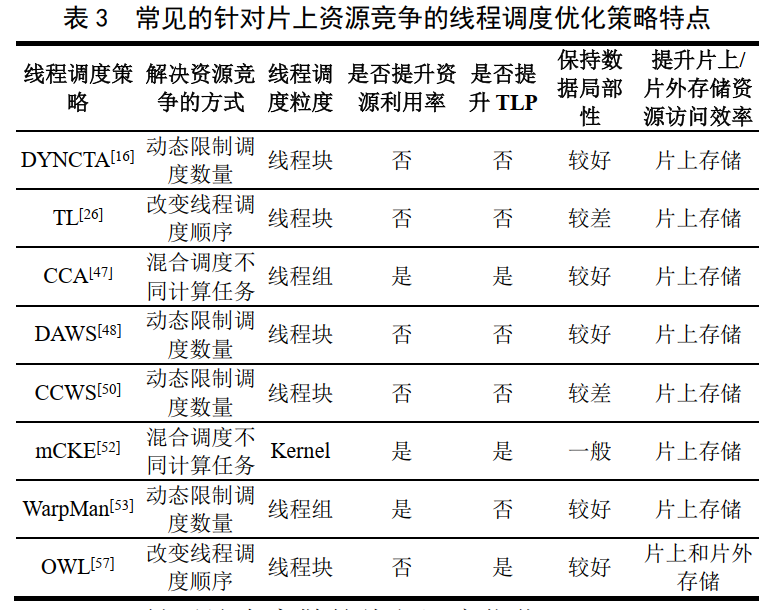 表 3 常见的针对片上资源竞争的线程调度优化策略特点
线程调度策略 解决资源竞争的方式 线程调度粒度 是否提升资源利用率 是否提升 TLP 保持数据局部性 提升片上/片外存储资源访问效率
DYNCTA[16] 动态限制调度数量 线程块 否 否 较好 片上存储
TL[26] 改变线程调度顺序 线程块 否 否 较差 片上存储
CCA[47] 混合调度不同计算任务 线程组 是 是 较好 片上存储
DAWS[48] 动态限制调度数量 线程块 否 否 较好 片上存储
CCWS[50] 动态限制调度数量 线程块 否 否 较差 片上存储
mCKE[52] 混合调度不同计算任务 Kernel 是 是 一般 片上存储
WarpMan[53] 动态限制调度数量 线程组 是 否 较好 片上存储
OWL[57] 改变线程调度顺序 线程块 否 是 较好 片上和片外存储